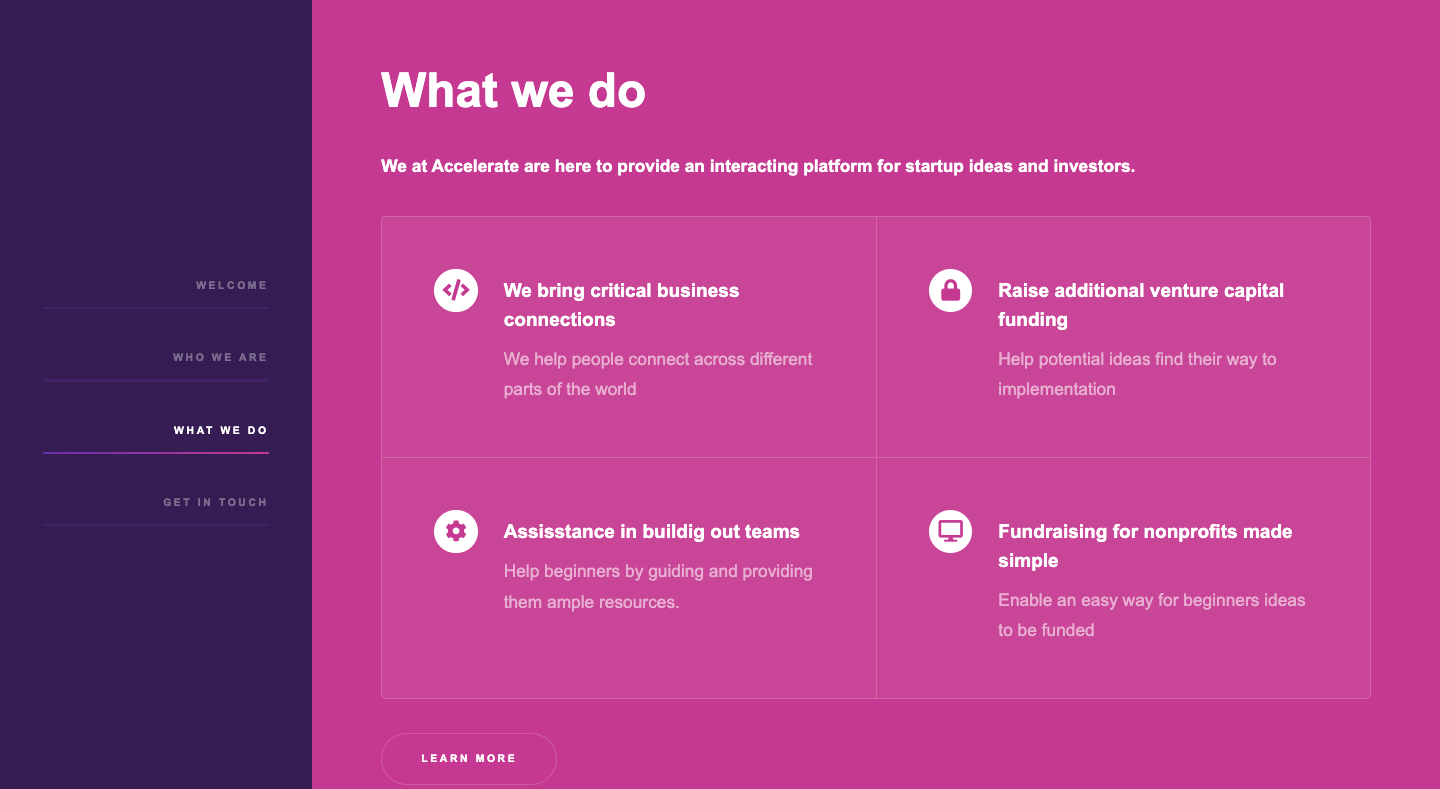 WELCOME
WHO WE ARE
WHAT WE DO
GET IN TOUCH
What we do
We at Accelerate are here to provide an interacting platform for startup ideas and investors.
We bring critical business
connections
We help people connect across different
parts of the world
Raise additional venture capital
funding
Help potential ideas find their way to
implementation
Assisstance in buildig out teams
Help beginners by guiding and providing
them ample resources.
Fundraising for nonprofits made
simple
Enable an easy way for beginners ideas
to be funded
LEARN MORE